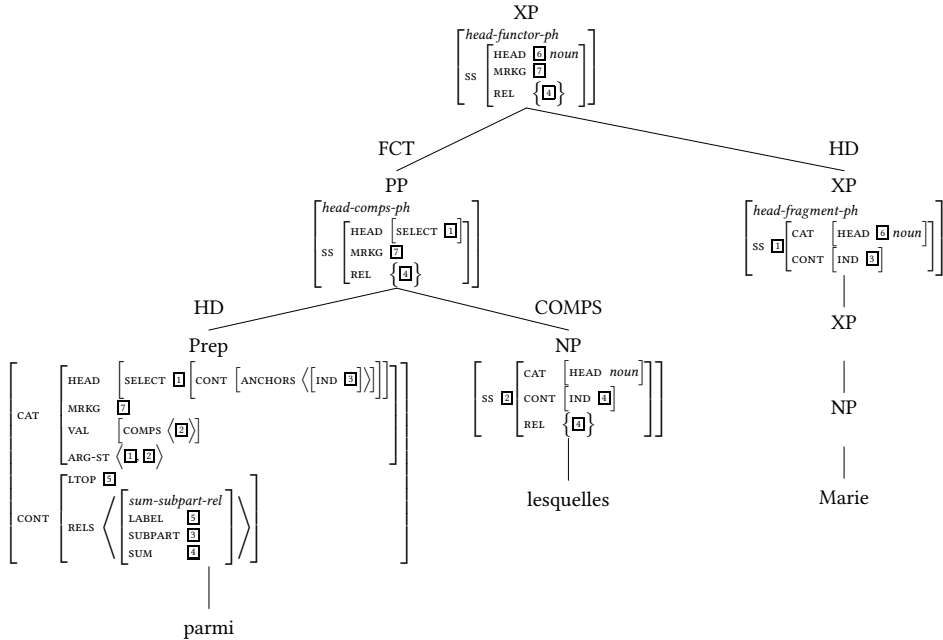 XP
head-functor-ph
HEAD 6 noun
SS MRKG 7
REL {4}
FCT HD
PP XP
head-comps-ph
HEAD [SELECT 1]
SS MRKG 7
REL {4}
head-fragment-ph
SS 1 CAT [HEAD 6 noun]
CONT [IND 3]
HD COMPS
XP
Prep NP
HEAD [SELECT 1 [CONT [ANCHORS ⟨[IND 3]⟩]]]
MRKG 7
CAT VAL [COMPS ⟨2⟩]
ARG-ST ⟨1, 2⟩
LTOP 5
CONT RELS
sum-subpart-rel
LABEL 5
SUBPART 3
SUM 4
CAT [HEAD noun]
SS 2 CONT [IND 4]
REL {4}
NP
lesquelles
Marie
parmi